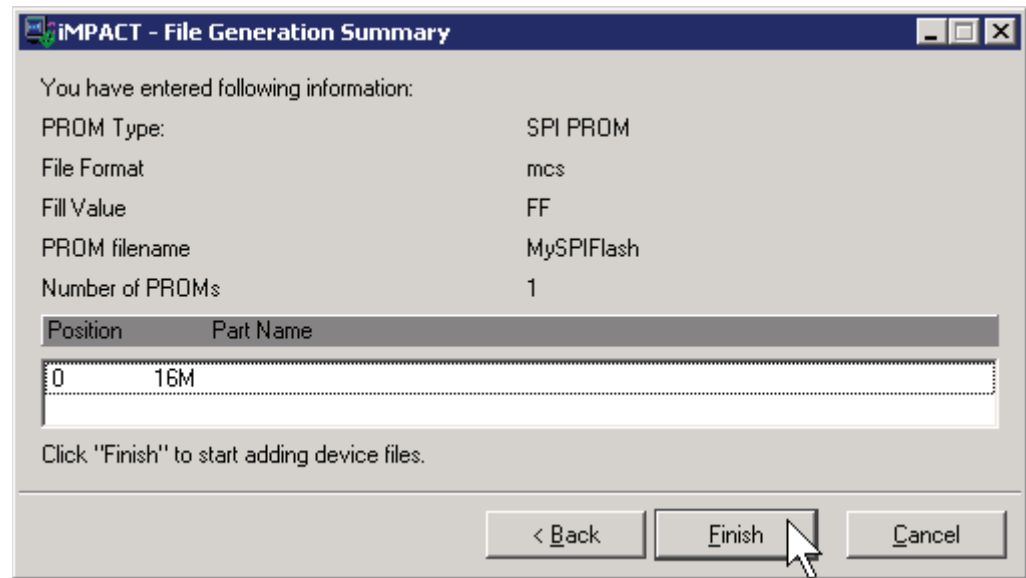 iMPACT - File Generation Summary
You have entered following information:
PROM Type: SPI PROM
File Format mcs
Fill Value FF
PROM filename MySPIFlash
Number of PROMs 1
Position Part Name
0 16M
Click "Finish" to start adding device files.
< Back Finish Cancel